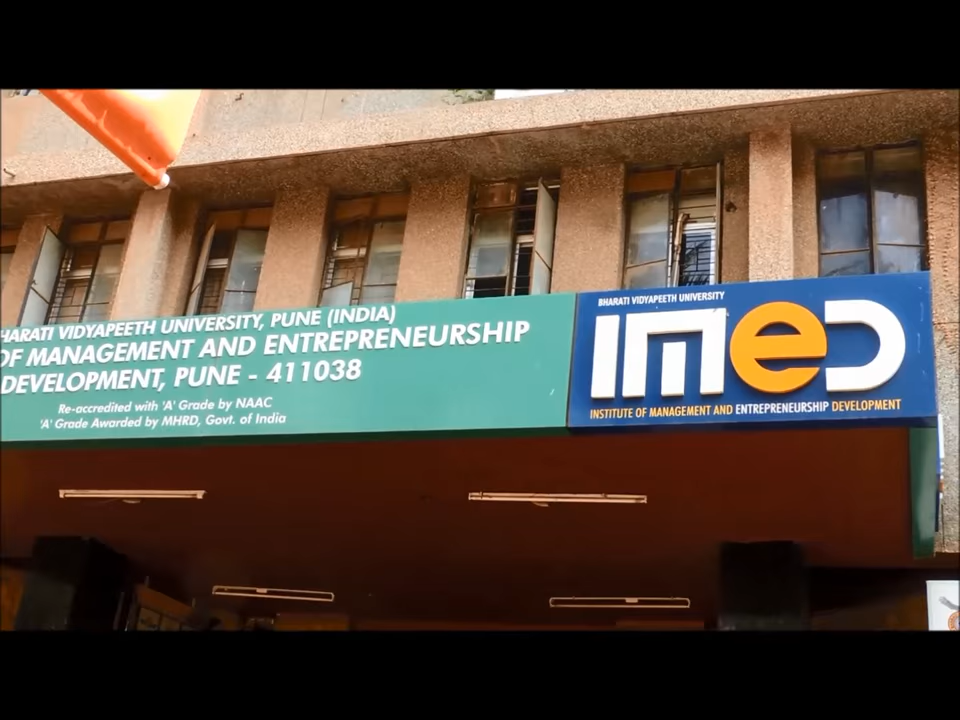 HARATI VIDYAPEETH UNIVERSITY, PUNE (INDIA)
OF MANAGEMENT AND ENTREPRENEURSHIP
DEVELOPMENT, PUNE - 411038
Re-accredited with 'A' Grade by NAAC
'A' Grade Awarded by MHRD, Govt. of India
BHARATI VIDYAPEETH UNIVERSITY
IMED
INSTITUTE OF MANAGEMENT AND ENTREPRENEURSHIP DEVELOPMENT